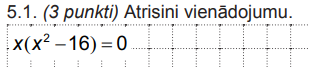 5.1. (3 punkti) Atrisini vienādojumu.
x(x² – 16) = 0